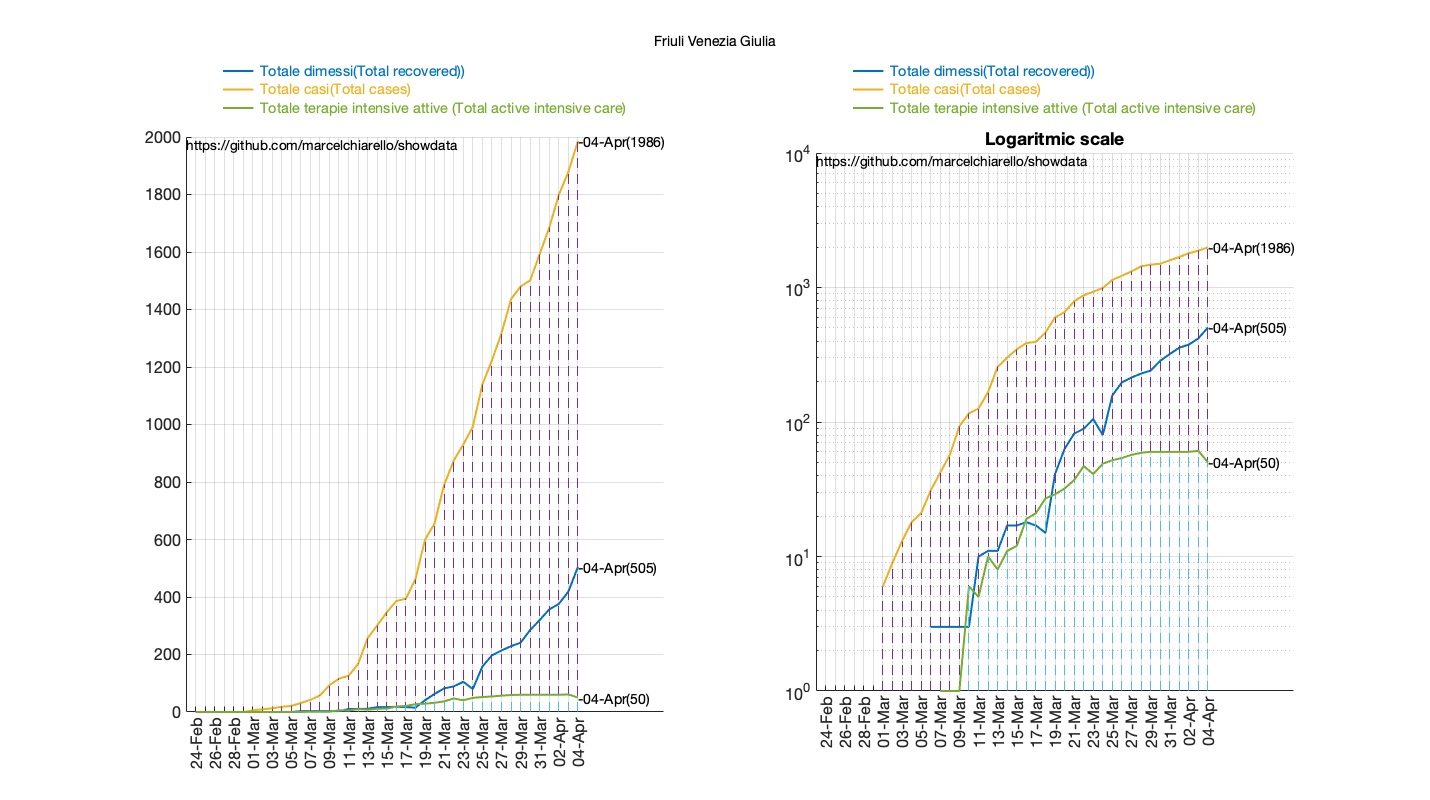 Friuli Venezia Giulia
Totale dimessi(Total recovered))
Totale casi(Total cases)
Totale terapie intensive attive (Total active intensive care)
2000
1800
1600
1400
1200
1000
800
600
400
200
0
https://github.com/marcelchiarello/showdata
-04-Apr(1986)
-04-Apr(505)
-04-Apr(50)
24-Feb
26-Feb
28-Feb
01-Mar
03-Mar
05-Mar
07-Mar
09-Mar
11-Mar
13-Mar
15-Mar
17-Mar
19-Mar
21-Mar
23-Mar
25-Mar
27-Mar
29-Mar
31-Mar
02-Apr
04-Apr
Totale dimessi(Total recovered))
Totale casi(Total cases)
Totale terapie intensive attive (Total active intensive care)
Logaritmic scale
10^4
10^3
10^2
10^1
10^0
https://github.com/marcelchiarello/showdata
-04-Apr(1986)
-04-Apr(505)
-04-Apr(50)
24-Feb
26-Feb
28-Feb
01-Mar
03-Mar
05-Mar
07-Mar
09-Mar
11-Mar
13-Mar
15-Mar
17-Mar
19-Mar
21-Mar
23-Mar
25-Mar
27-Mar
29-Mar
31-Mar
02-Apr
04-Apr